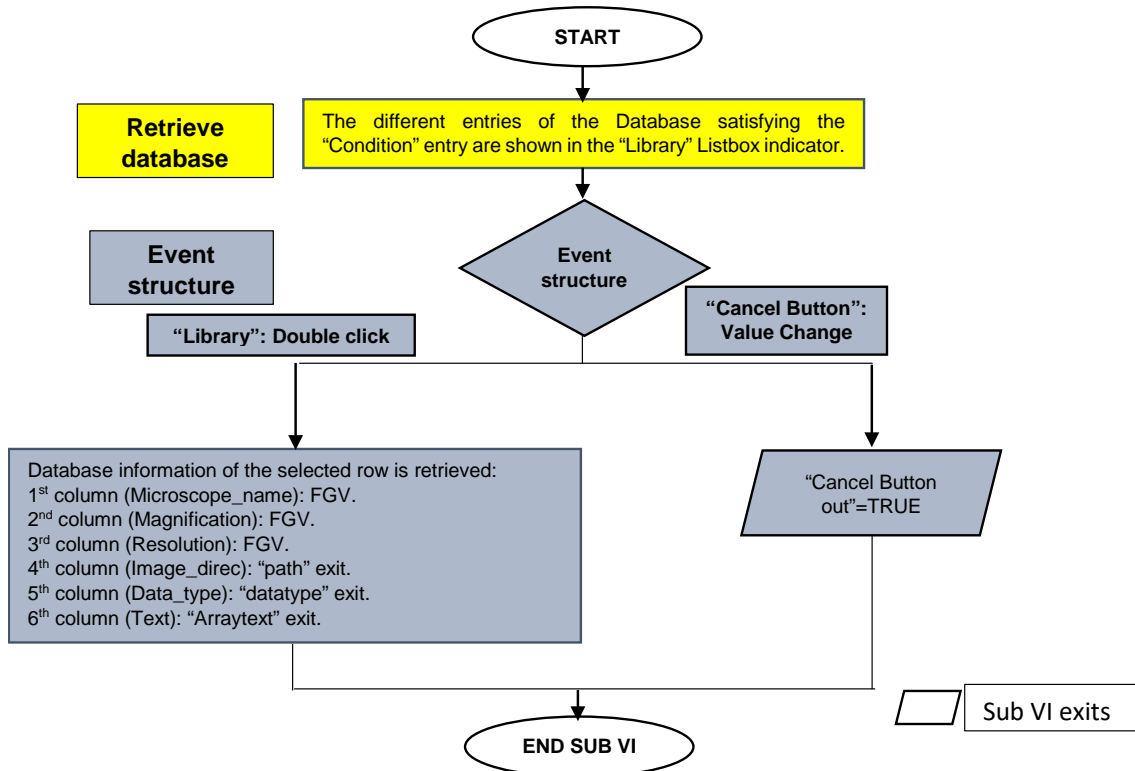 START
Retrieve
database
The different entries of the Database satisfying the
“Condition” entry are shown in the “Library” Listbox indicator.
Event
structure
Event
structure
“Library”: Double click
“Cancel Button”:
Value Change
Database information of the selected row is retrieved:
1st column (Microscope_name): FGV.
2nd column (Magnification): FGV.
3rd column (Resolution): FGV.
4th column (Image_direc): “path” exit.
5th column (Data_type): “datatype” exit.
6th column (Text): “Arraytext” exit.
“Cancel Button
out”=TRUE
Sub VI exits
END SUB VI